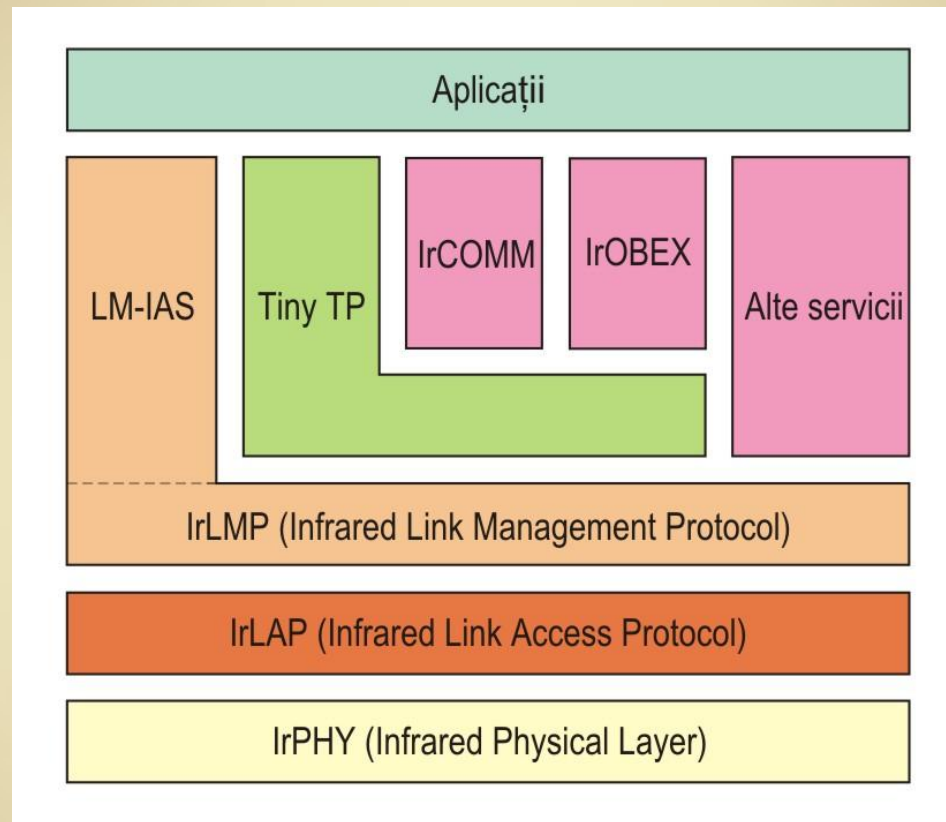 Aplicații
IrCOMM
IrOBEX
LM-IAS
Tiny TP
Alte servicii
IrLMP (Infrared Link Management Protocol)
IrLAP (Infrared Link Access Protocol)
IrPHY (Infrared Physical Layer)